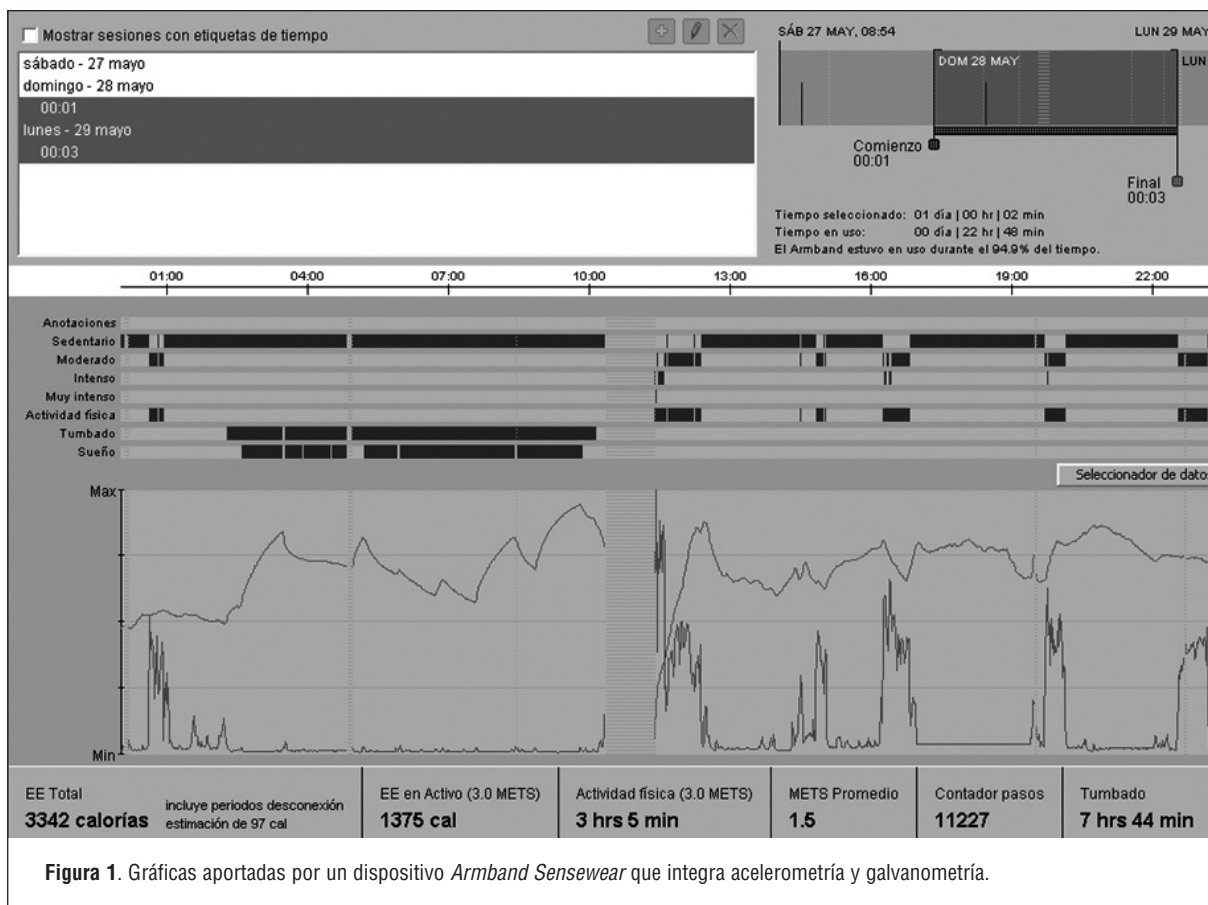 Mostrar sesiones con etiquetas de tiempo
sábado - 27 mayo
domingo - 28 mayo
00:01
lunes - 29 mayo
00:03
SÁB 27 MAY, 08:54
LUN 29 MAY
DOM 28 MAY
LUN
Comienzo
00:01
Final
00:03
Tiempo seleccionado: 01 día | 00 hr | 02 min
Tiempo en uso: 00 día | 22 hr | 48 min
El Armband estuvo en uso durante el 94.9% del tiempo.
01:00 04:00 07:00 10:00 13:00 16:00 19:00 22:00
Anotaciones
Sedentario
Moderado
Intenso
Muy intenso
Actividad física
Tumbado
Sueño
Seleccionador de datos
Max
Min
EE Total
3342 calorías
incluye periodos desconexión
estimación de 97 cal
EE en Activo (3.0 METS)
1375 cal
Actividad física (3.0 METS)
3 hrs 5 min
METS Promedio
1.5
Contador pasos
11227
Tumbado
7 hrs 44 min
Figura 1. Gráficas aportadas por un dispositivo Armband Sensewear que integra acelerometría y galvanometría.